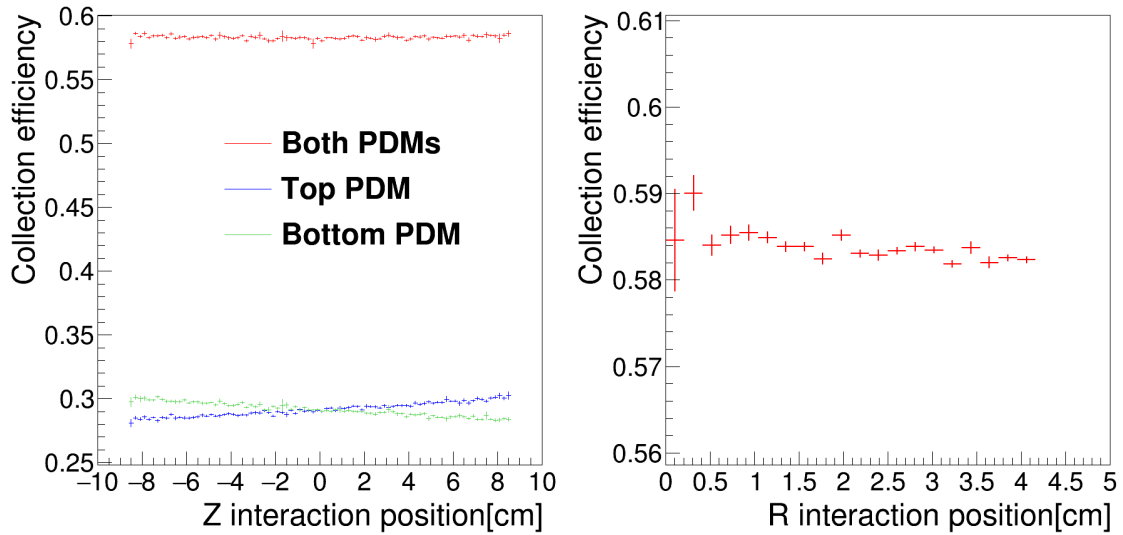 Collection efficiency
0.6
0.55
0.5
0.45
0.4
0.35
0.3
0.25
Both PDMs
Top PDM
Bottom PDM
−10 −8 −6 −4 −2 0 2 4 6 8 10
Z interaction position[cm]
Collection efficiency
0.61
0.6
0.59
0.58
0.57
0.56
0 0.5 1 1.5 2 2.5 3 3.5 4 4.5 5
R interaction position[cm]